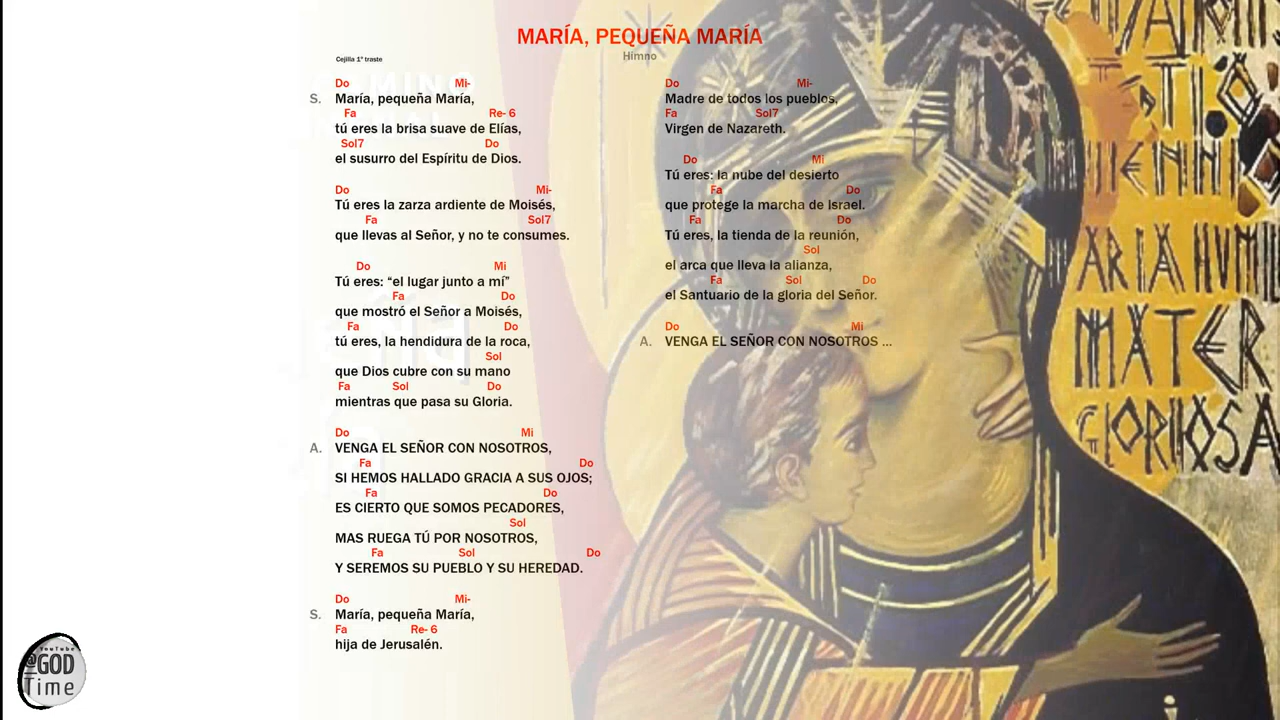 MARÍA, PEQUEÑA MARÍA
Himno
Cejilla 1º traste
Do Mi-
S. María, pequeña María,
Fa Re- 6
tú eres la brisa suave de Elías,
Sol7 Do
el susurro del Espíritu de Dios.
Do Mi-
Tú eres la zarza ardiente de Moisés,
Fa Sol7
que llevas al Señor, y no te consumes.
Do Mi
Tú eres: “el lugar junto a mí”
Fa Do
que mostró el Señor a Moisés,
Fa Do
tú eres, la hendidura de la roca,
Sol
que Dios cubre con su mano
Fa Sol Do
mientras que pasa su Gloria.
Do Mi
A. VENGA EL SEÑOR CON NOSOTROS,
Fa Do
SI HEMOS HALLADO GRACIA A SUS OJOS;
Fa Do
ES CIERTO QUE SOMOS PECADORES,
Sol
MAS RUEGA TÚ POR NOSOTROS,
Fa Sol Do
Y SEREMOS SU PUEBLO Y SU HEREDAD.
Do Mi-
S. María, pequeña María,
Fa Re- 6
hija de Jerusalén.
Do Mi-
Madre de todos los pueblos,
Fa Sol7
Virgen de Nazareth.
Do Mi
Tú eres: la nube del desierto
Fa Do
que protege la marcha de Israel.
Fa Do
Tú eres, la tienda de la reunión,
Sol
el arca que lleva la alianza,
Fa Sol Do
el Santuario de la gloria del Señor.
Do Mi
A. VENGA EL SEÑOR CON NOSOTROS ...
ARIA HUMIL
MATER
GLORIOSA
YouTube
@GOD
Time